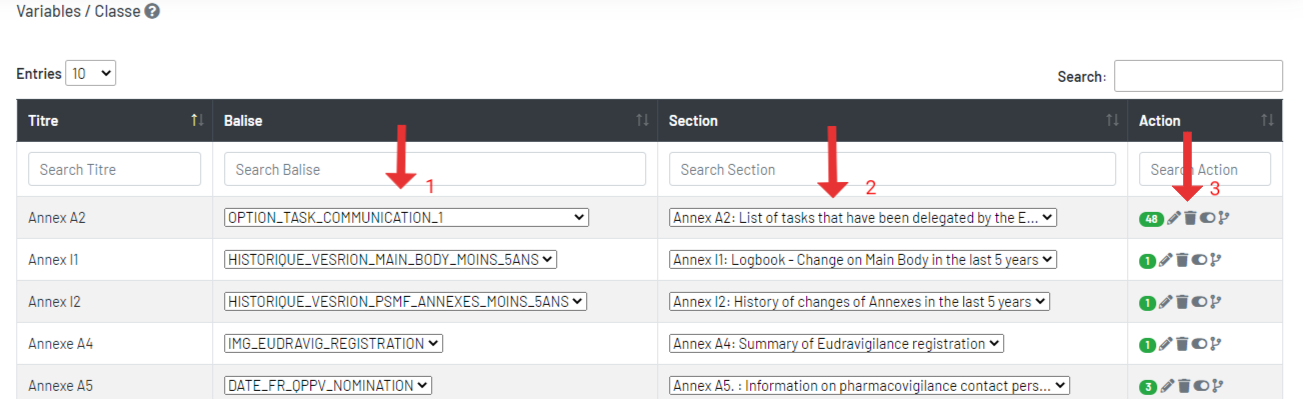 Variables / Classe ?
Entries 10 Search:
Titre Balise Section Action
Search Titre Search Balise 1 Search Section 2 Search Action 3
Annex A2 OPTION_TASK_COMMUNICATION_1 Annex A2: List of tasks that have been delegated by the E... 48
Annex I1 HISTORIQUE_VESRION_MAIN_BODY_MOINS_5ANS Annex I1: Logbook - Change on Main Body in the last 5 years 1
Annex I2 HISTORIQUE_VESRION_PSMF_ANNEXES_MOINS_5ANS Annex I2: History of changes of Annexes in the last 5 years 1
Annexe A4 IMG_EUDRAVIG_REGISTRATION Annex A4: Summary of Eudravigilance registration 1
Annexe A5 DATE_FR_QPPV_NOMINATION Annex A5. : Information on pharmacovigilance contact pers... 3